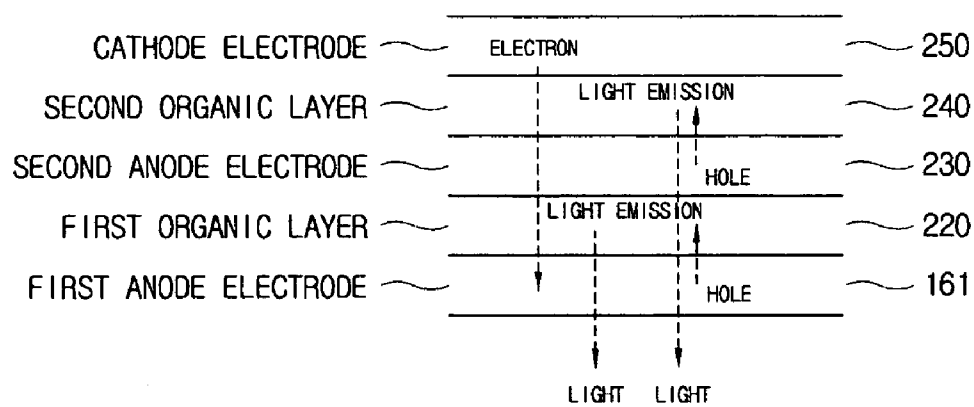 CATHODE ELECTRODE ELECTRON 250
LIGHT EMISSION
SECOND ORGANIC LAYER 240
SECOND ANODE ELECTRODE 230
HOLE
LIGHT EMISSION
FIRST ORGANIC LAYER 220
FIRST ANODE ELECTRODE 161
HOLE
LIGHT LIGHT